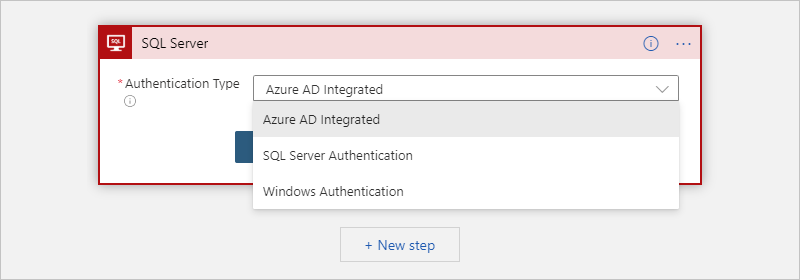 SQL
SQL Server
*Authentication Type
Azure AD Integrated
Azure AD Integrated
SQL Server Authentication
Windows Authentication
+ New step